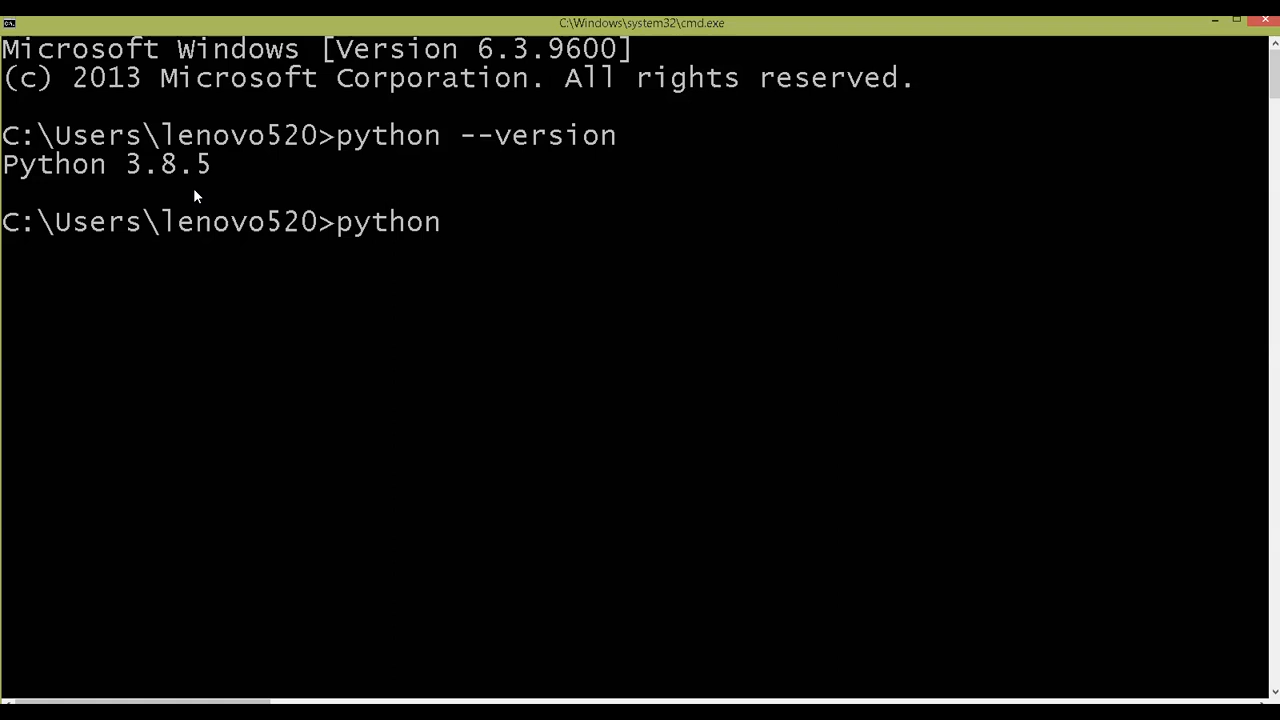 C:\Windows\system32\cmd.exe
Microsoft Windows [Version 6.3.9600]
(c) 2013 Microsoft Corporation. All rights reserved.
C:\Users\lenovo520>python --version
Python 3.8.5
C:\Users\lenovo520>python